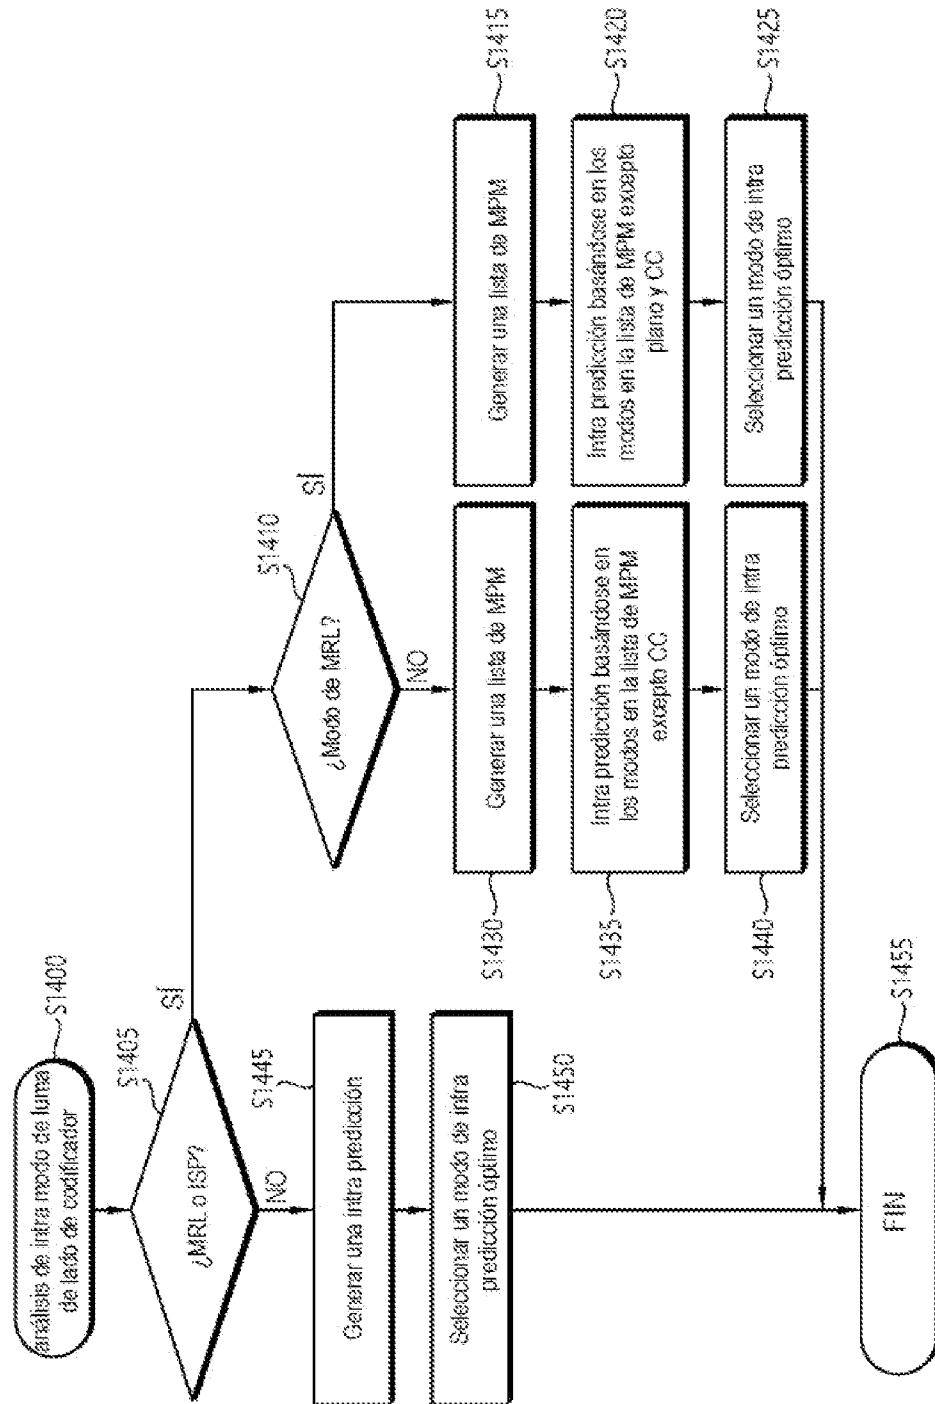 análisis de intra modo de luma
de lado de codificador
S1400
¿MRL o ISP?
S1405
SÍ
NO
Generar una intra predicción
S1445
Seleccionar un modo de intra
predicción óptimo
S1450
¿Modo de MRL?
S1410
SÍ
NO
Generar una lista de MPM
S1430
Intra predicción basándose en
los modos en la lista de MPM
excepto CC
S1435
Seleccionar un modo de intra
predicción óptimo
S1440
Generar una lista de MPM
S1415
Intra predicción basándose en los
modos en la lista de MPM excepto
plano y CC
S1420
Seleccionar un modo de intra
predicción óptimo
S1425
FIN
S1455